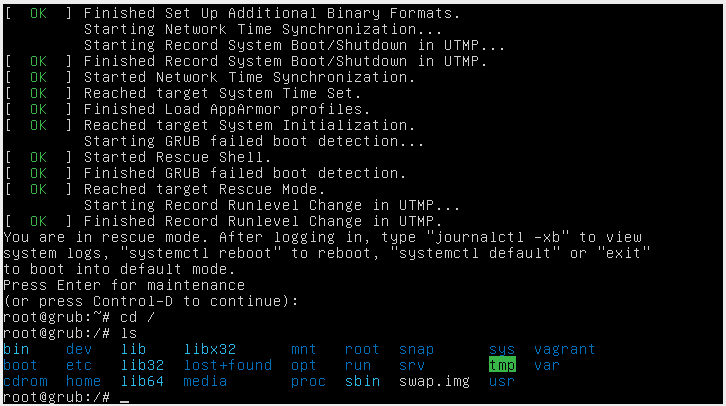 [  OK  ] Finished Set Up Additional Binary Formats.
         Starting Network Time Synchronization...
         Starting Record System Boot/Shutdown in UTMP...
[  OK  ] Finished Record System Boot/Shutdown in UTMP.
[  OK  ] Started Network Time Synchronization.
[  OK  ] Reached target System Time Set.
[  OK  ] Finished Load AppArmor profiles.
[  OK  ] Reached target System Initialization.
         Starting GRUB failed boot detection...
[  OK  ] Started Rescue Shell.
[  OK  ] Finished GRUB failed boot detection.
[  OK  ] Reached target Rescue Mode.
         Starting Record Runlevel Change in UTMP...
[  OK  ] Finished Record Runlevel Change in UTMP.
You are in rescue mode. After logging in, type "journalctl -xb" to view
system logs, "systemctl reboot" to reboot, "systemctl default" or "exit"
to boot into default mode.
Press Enter for maintenance
(or press Control-D to continue):
root@grub:~# cd /
root@grub:/# ls
bin    dev   lib    libx32      mnt   root  snap      sys  vagrant
boot   etc   lib32  lost+found  opt   run   srv       tmp  var
cdrom  home  lib64  media       proc  sbin  swap.img  usr
root@grub:/# _